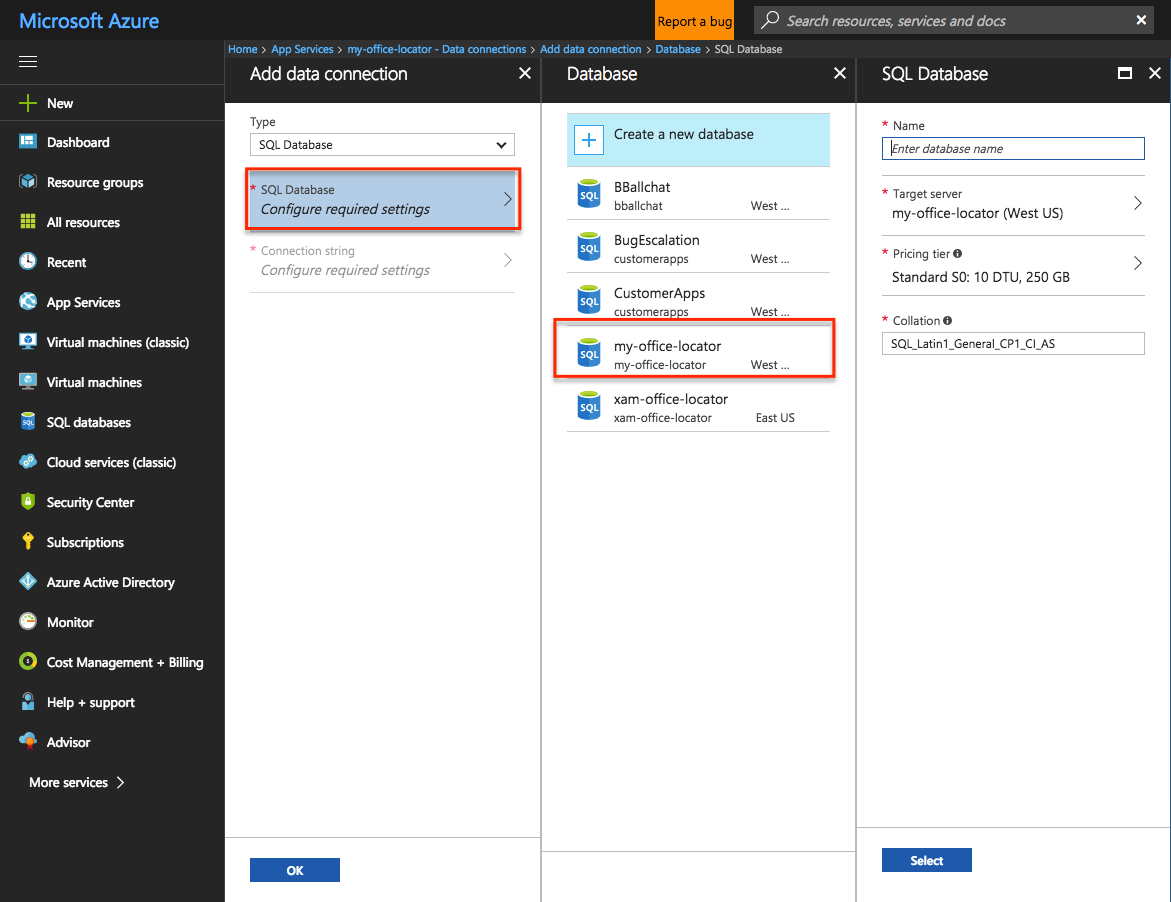 Microsoft Azure
Report a bug
Search resources, services and docs
Home > App Services > my-office-locator - Data connections > Add data connection > Database > SQL Database
New
Dashboard
Resource groups
All resources
Recent
App Services
Virtual machines (classic)
Virtual machines
SQL databases
Cloud services (classic)
Security Center
Subscriptions
Azure Active Directory
Monitor
Cost Management + Billing
Help + support
Advisor
More services
Add data connection
Type
SQL Database
* SQL Database
Configure required settings
* Connection string
Configure required settings
OK
Database
Create a new database
SQL
BBallchat
bballchat West ...
SQL
BugEscalation
customerapps West ...
SQL
CustomerApps
customerapps West ...
SQL
my-office-locator
my-office-locator West ...
SQL
xam-office-locator
xam-office-locator East US
SQL Database
* Name
Enter database name
* Target server
my-office-locator (West US)
* Pricing tier
Standard S0: 10 DTU, 250 GB
* Collation
SQL_Latin1_General_CP1_CI_AS
Select